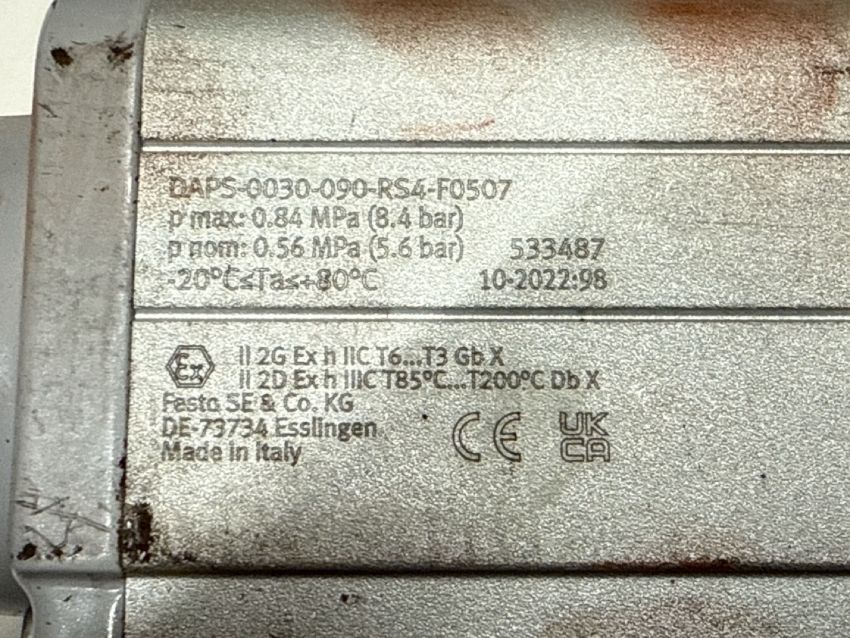 DAPS-0030-090-RS4-F0507
p max: 0.84 MPa (8.4 bar)
p nom: 0.56 MPa (5.6 bar) 533487
-20°C≤Ta≤+80°C 10-2022:98
Ex II 2G Ex h IIC T6...T3 Gb X
II 2D Ex h IIIC T85°C...T200°C Db X
Festo SE & Co. KG
DE-73734 Esslingen
Made in Italy
CE UK CA